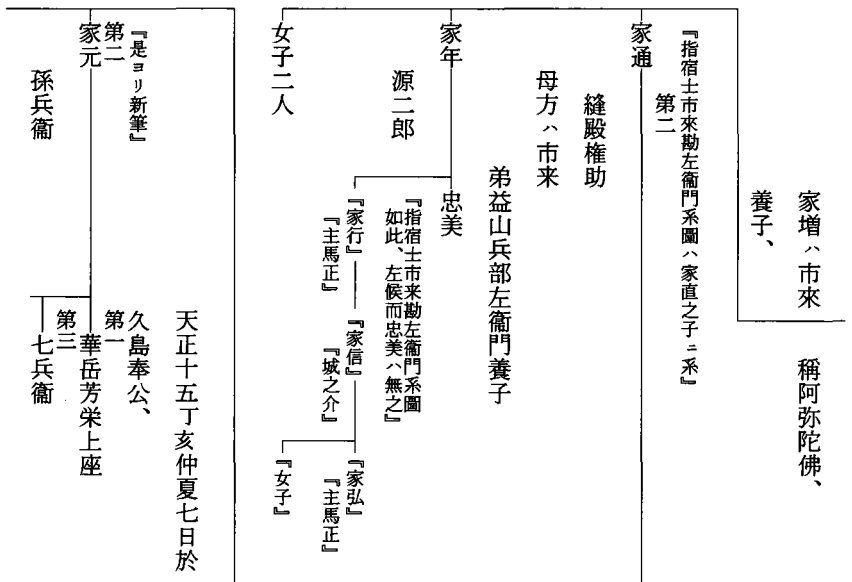 家増ハ市來
稱阿弥陀佛、
養子、
『指宿士市來勘左衞門系圖ハ家直之子ニ系』
第二
家通
縫殿権助
母方ハ市来
弟益山兵部左衞門養子
家年
忠美
源二郎
『指宿士市来勘左衞門系圖
如此、左候而忠美ハ無之』
『家行』
『家信』
『家弘』
『主馬正』
『城之介』
『主馬正』
『女子』
女子二人
『是ヨリ新筆』
第二
家元
孫兵衞
天正十五丁亥仲夏七日於
久島奉公、
第一
華岳芳栄上座
第三
七兵衞